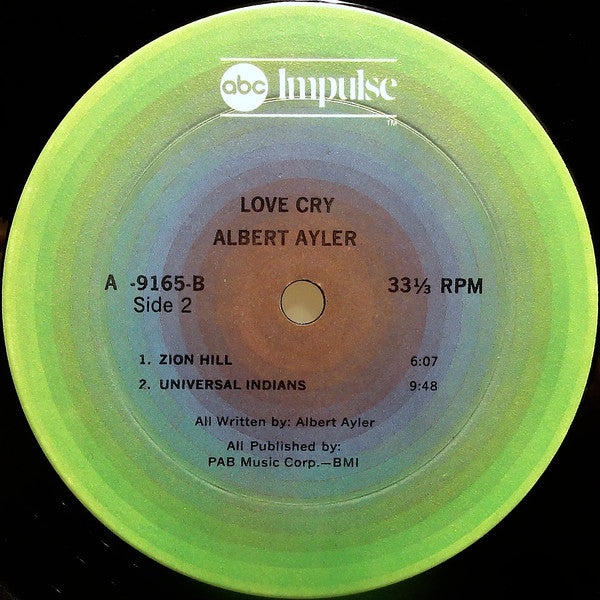 abc Impulse
TM
LOVE CRY
ALBERT AYLER
A -9165-B 33⅓ RPM
Side 2
1. ZION HILL 6:07
2. UNIVERSAL INDIANS 9:48
All Written by: Albert Ayler
All Published by:
PAB Music Corp.—BMI